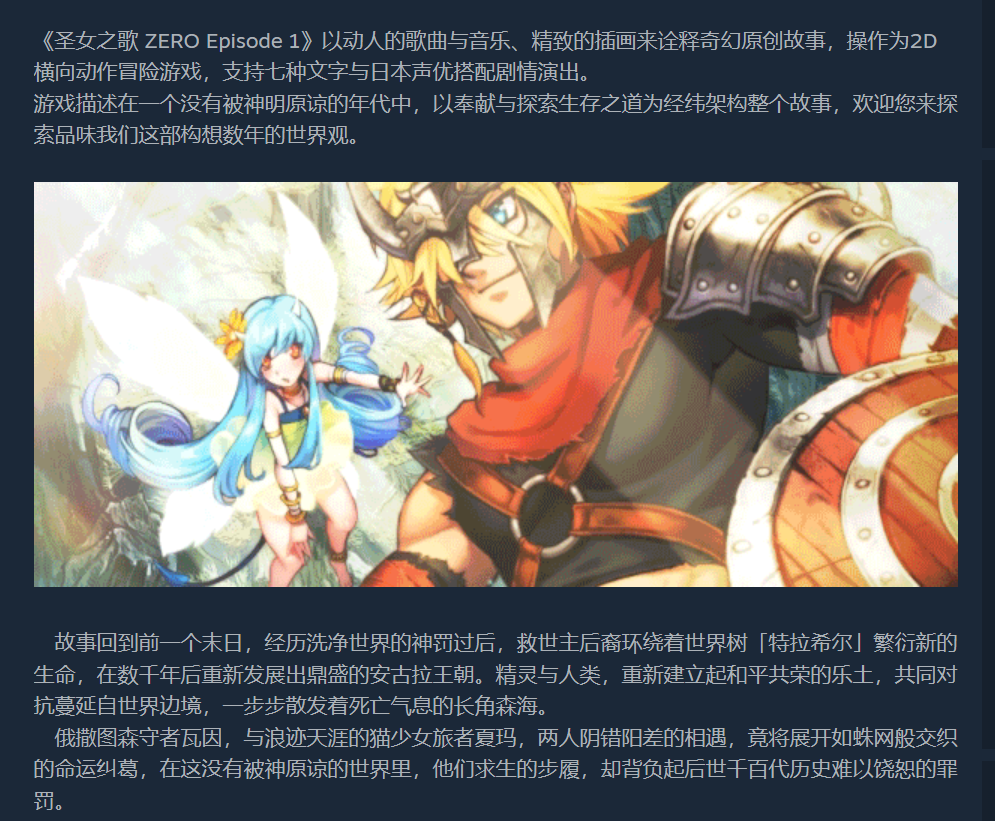 《圣女之歌 ZERO Episode 1》以动人的歌曲与音乐、精致的插画来诠释奇幻原创故事，操作为2D
横向动作冒险游戏，支持七种文字与日本声优搭配剧情演出。
游戏描述在一个没有被神明原谅的年代中，以奉献与探索生存之道为经纬架构整个故事，欢迎您来探
索品味我们这部构想数年的世界观。
故事回到前一个末日，经历洗净世界的神罚过后，救世主后裔环绕着世界树「特拉希尔」繁衍新的
生命，在数千年后重新发展出鼎盛的安古拉王朝。精灵与人类，重新建立起和平共荣的乐土，共同对
抗蔓延自世界边境，一步步散发着死亡气息的长角森海。
俄撒图森守者瓦因，与浪迹天涯的猫少女旅者夏玛，两人阴错阳差的相遇，竟将展开如蛛网般交织
的命运纠葛，在这没有被神原谅的世界里，他们求生的步履，却背负起后世千百代历史难以饶恕的罪
罚。